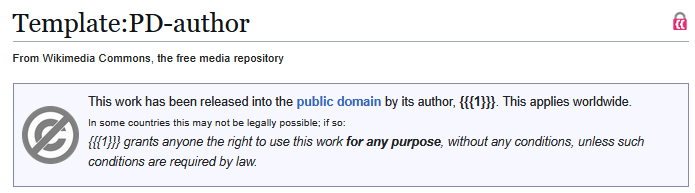 Template:PD-author
From Wikimedia Commons, the free media repository
This work has been released into the public domain by its author, {{{1}}}. This applies worldwide.
In some countries this may not be legally possible; if so:
{{{1}}} grants anyone the right to use this work for any purpose, without any conditions, unless such
conditions are required by law.